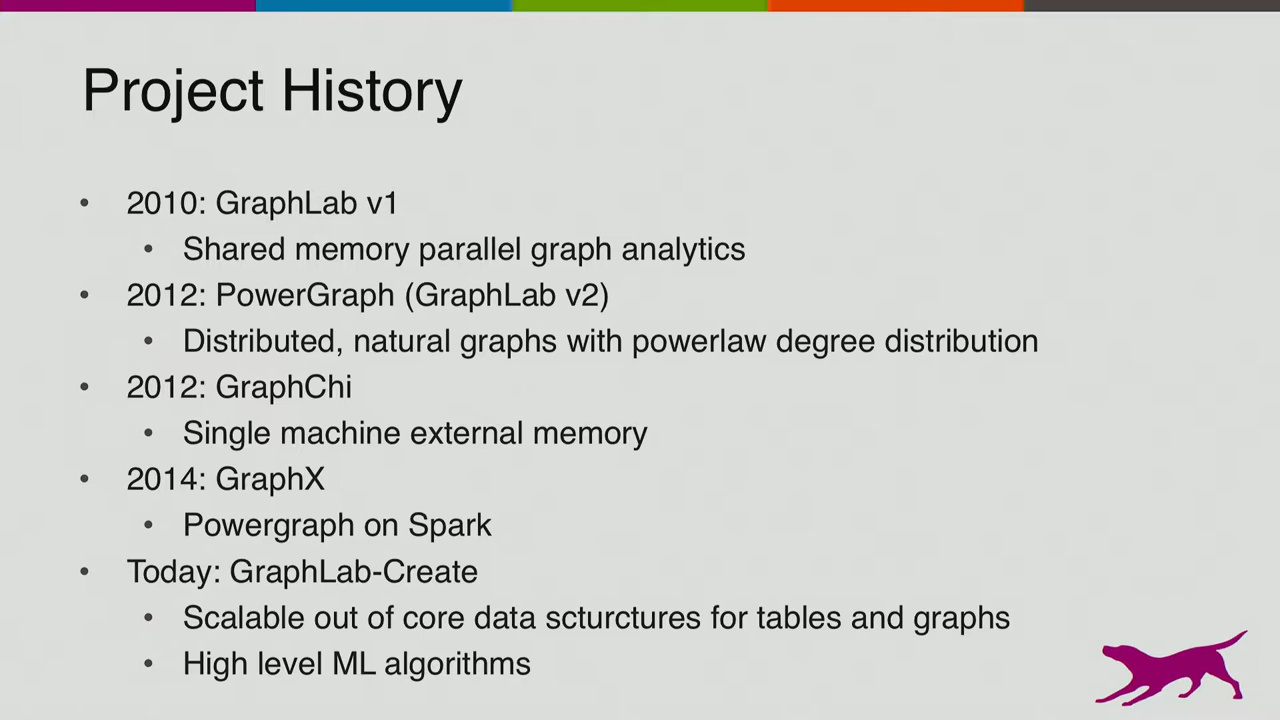 Project History
• 2010: GraphLab v1
• Shared memory parallel graph analytics
• 2012: PowerGraph (GraphLab v2)
• Distributed, natural graphs with powerlaw degree distribution
• 2012: GraphChi
• Single machine external memory
• 2014: GraphX
• Powergraph on Spark
• Today: GraphLab-Create
• Scalable out of core data scturctures for tables and graphs
• High level ML algorithms